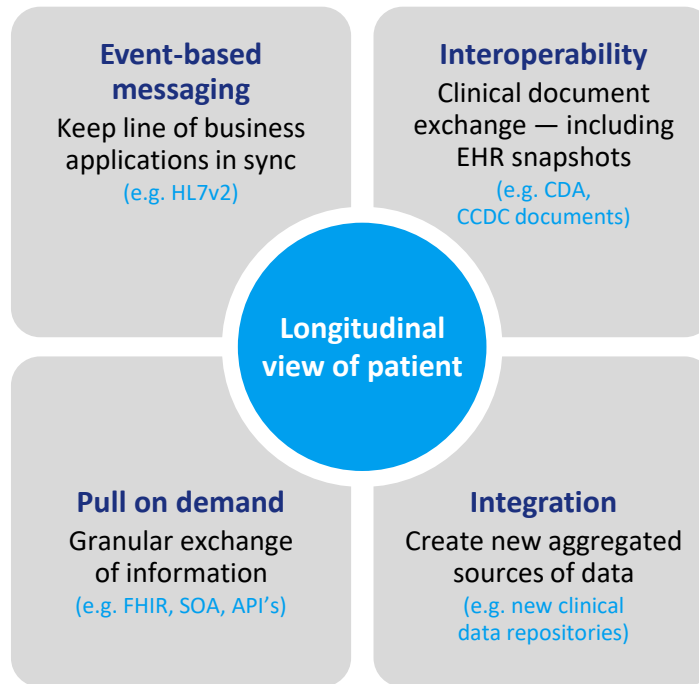 Event-based
messaging
Keep line of business
applications in sync
(e.g. HL7v2)
Interoperability
Clinical document
exchange — including
EHR snapshots
(e.g. CDA,
CCDC documents)
Longitudinal
view of patient
Pull on demand
Granular exchange
of information
(e.g. FHIR, SOA, API's)
Integration
Create new aggregated
sources of data
(e.g. new clinical
data repositories)